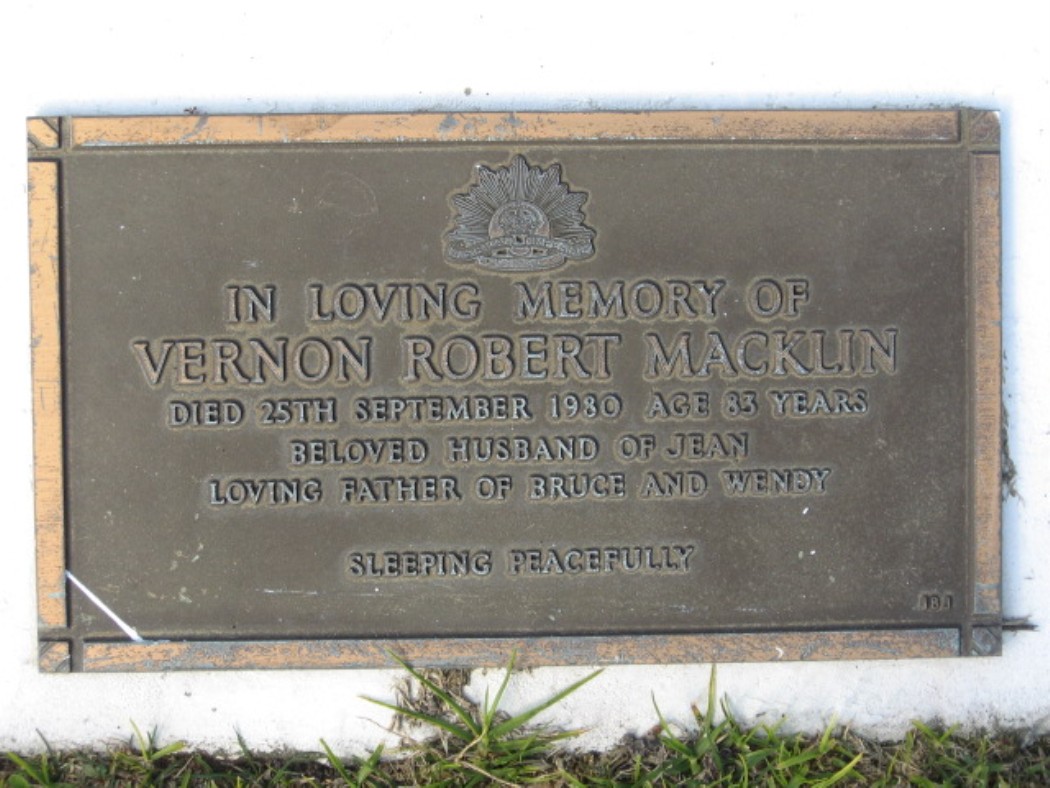 IN LOVING MEMORY OF
VERNON ROBERT MACKLIN
DIED 25TH SEPTEMBER 1980 AGE 83 YEARS
BELOVED HUSBAND OF JEAN
LOVING FATHER OF BRUCE AND WENDY
SLEEPING PEACEFULLY